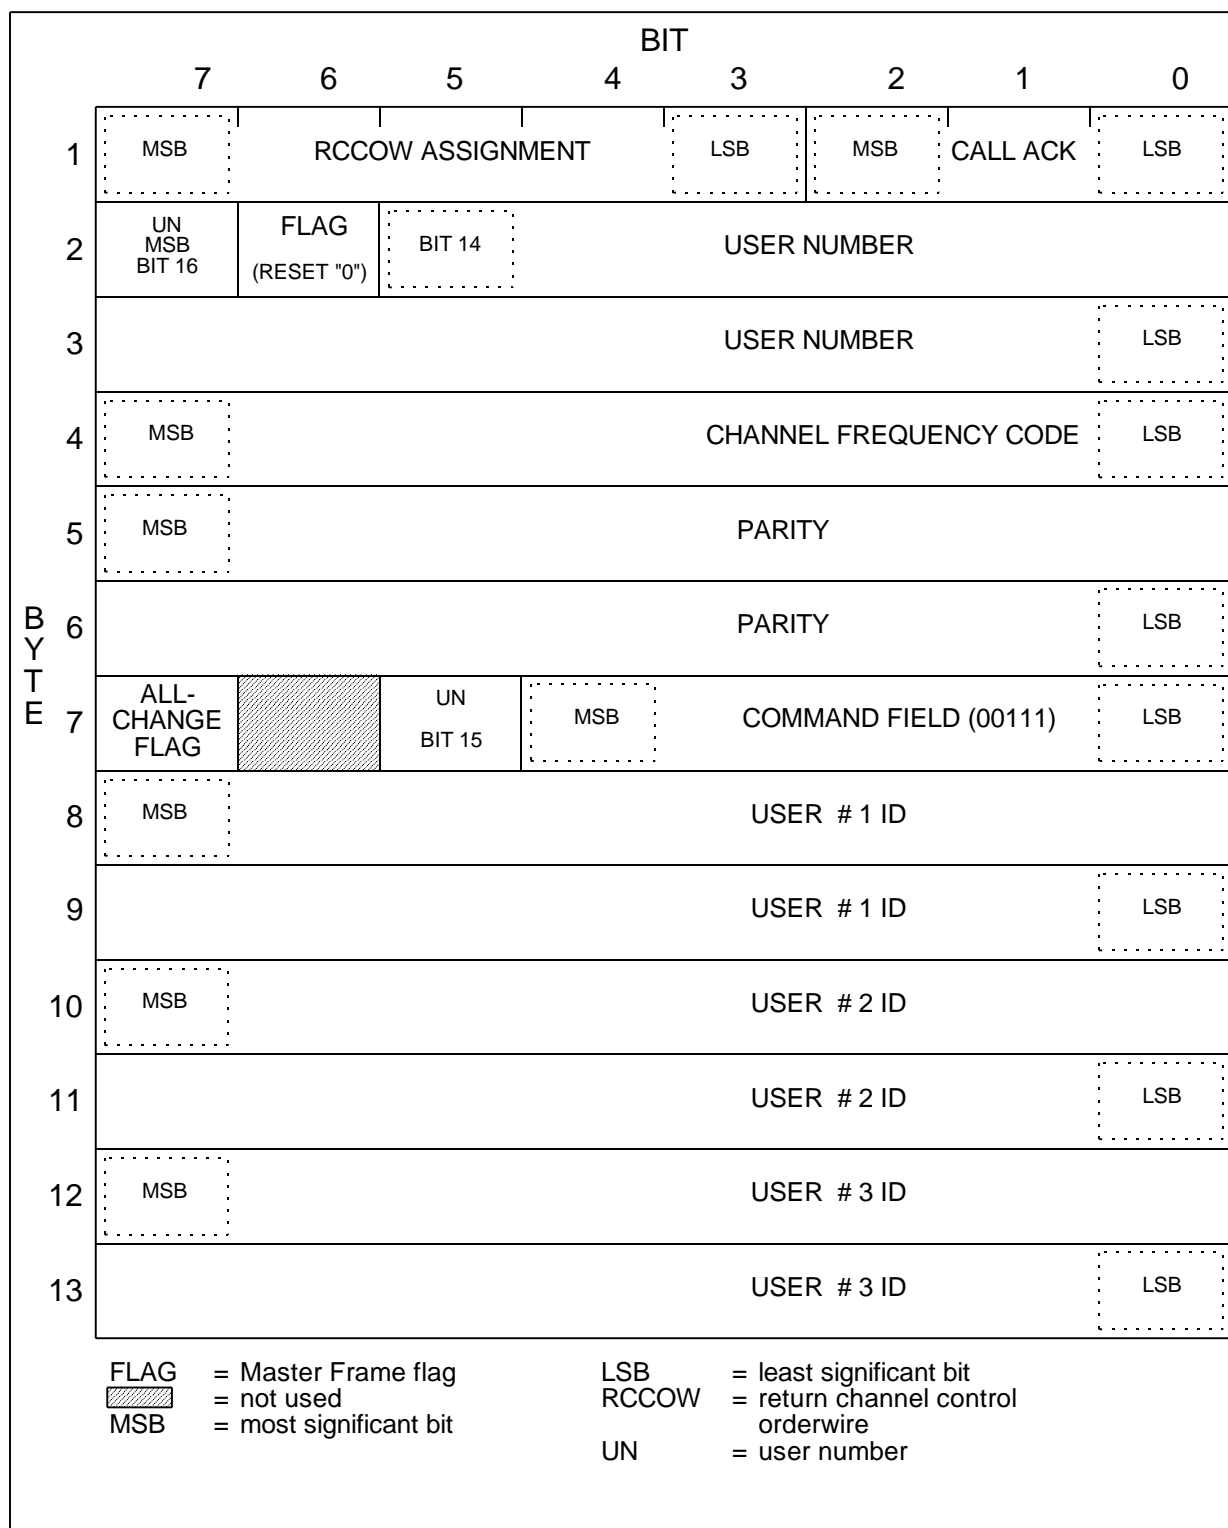 BIT
7 6 5 4 3 2 1 0
1 MSB RCCOW ASSIGNMENT LSB MSB CALL ACK LSB
2 UN MSB BIT 16 FLAG (RESET "0") BIT 14 USER NUMBER
3 USER NUMBER LSB
4 MSB CHANNEL FREQUENCY CODE LSB
5 MSB PARITY
BYTE
6 PARITY LSB
7 ALL-CHANGE FLAG UN BIT 15 MSB COMMAND FIELD (00111) LSB
8 MSB USER # 1 ID
9 USER # 1 ID LSB
10 MSB USER # 2 ID
11 USER # 2 ID LSB
12 MSB USER # 3 ID
13 USER # 3 ID LSB
FLAG = Master Frame flag
= not used
MSB = most significant bit
LSB = least significant bit
RCCOW = return channel control
orderwire
UN = user number